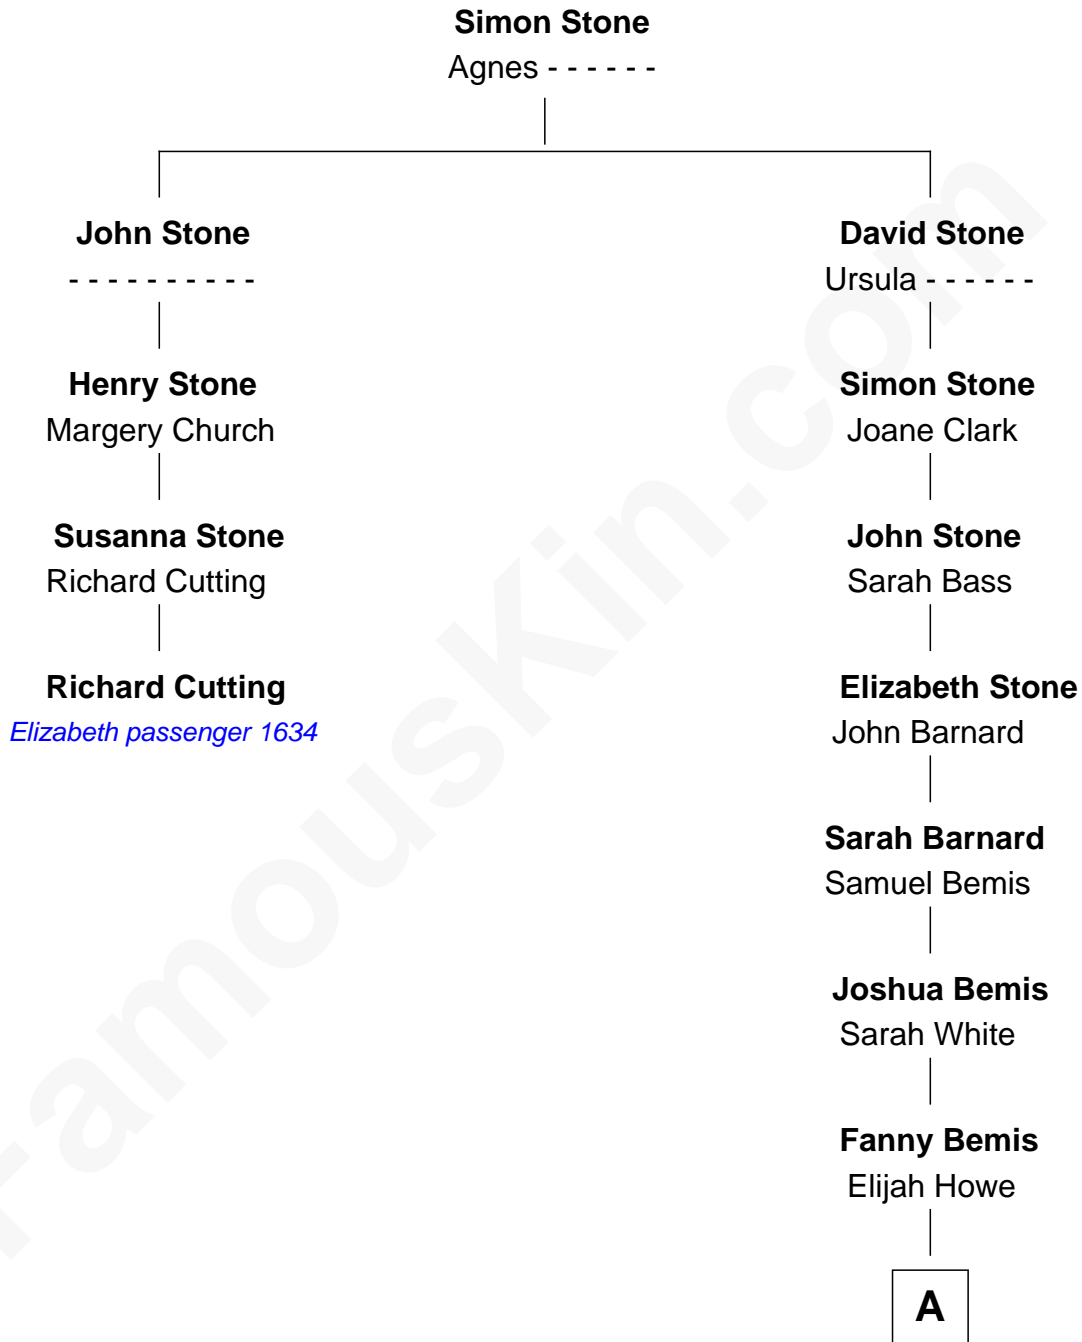 Simon Stone
Agnes - - - - - -
John Stone
- - - - - - - - - -
David Stone
Ursula - - - - - -
Henry Stone
Margery Church
Simon Stone
Joane Clark
Susanna Stone
Richard Cutting
John Stone
Sarah Bass
Richard Cutting
Elizabeth passenger 1634
Elizabeth Stone
John Barnard
Sarah Barnard
Samuel Bemis
Joshua Bemis
Sarah White
Fanny Bemis
Elijah Howe
A
FamousKin.com